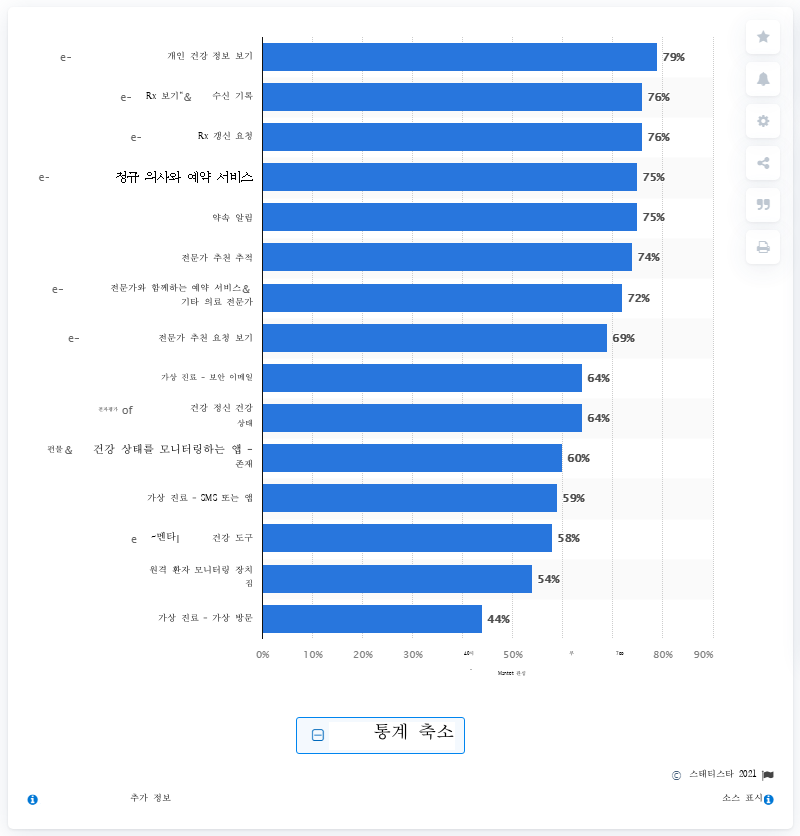 e- 개인 건강 정보 보기 79%
e- Rx 보기"& 수신 기록 76%
e- Rx 갱신 요청 76%
e- 정규 의사와 예약 서비스 75%
약속 알림 75%
전문가 추천 추적 74%
e- 전문가와 함께하는 예약 서비스&
기타 의료 전문가 72%
e- 전문가 추천 요청 보기 69%
가상 진료 - 보안 이메일 64%
of 건강 정신 건강
상태 64%
& 건강 상태를 모니터링하는 앱 -
존재 60%
가상 진료 - SMS 또는 앱 59%
e -멘타l 건강 도구 58%
원격 환자 모니터링 장치
집 54%
가상 진료 - 가상 방문 44%
0% 10% 20% 30% 50% 80% 90%
통계 축소
© 스태티스타 2021
추가 정보 소스 표시